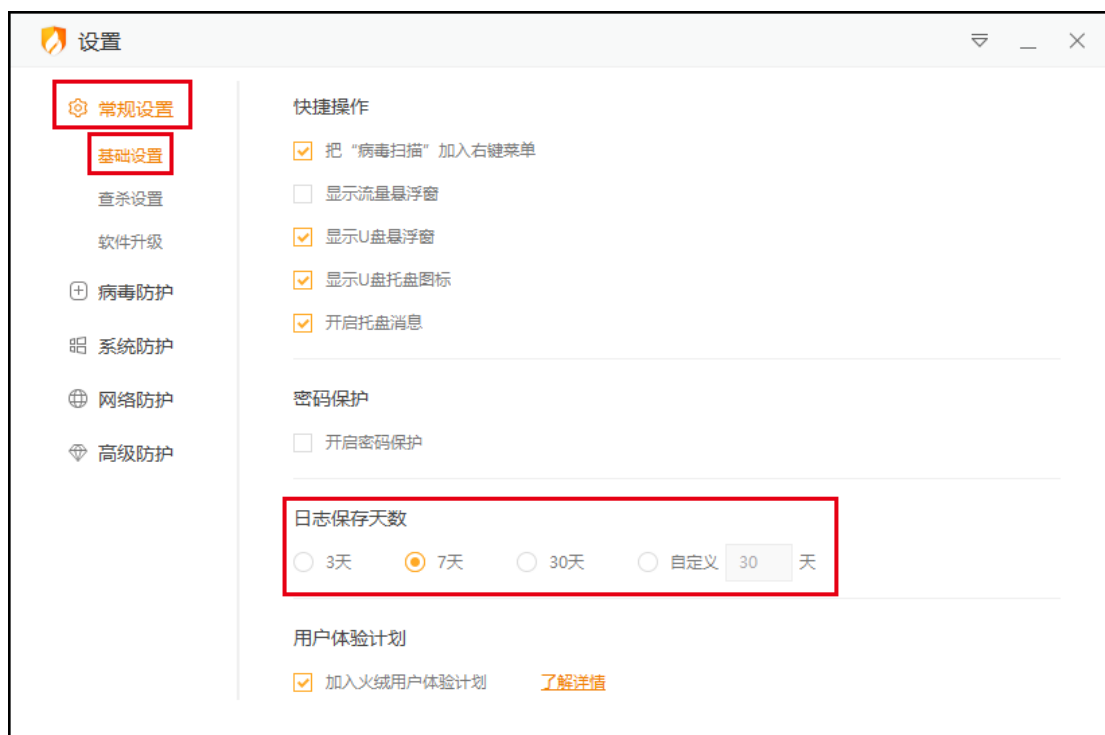 设置
常规设置
基础设置
查杀设置
软件升级
病毒防护
系统防护
网络防护
高级防护
快捷操作
把“病毒扫描”加入右键菜单
显示流量悬浮窗
显示U盘悬浮窗
显示U盘托盘图标
开启托盘消息
密码保护
开启密码保护
日志保存天数
3天 7天 30天 自定义 30 天
用户体验计划
加入火绒用户体验计划 了解详情